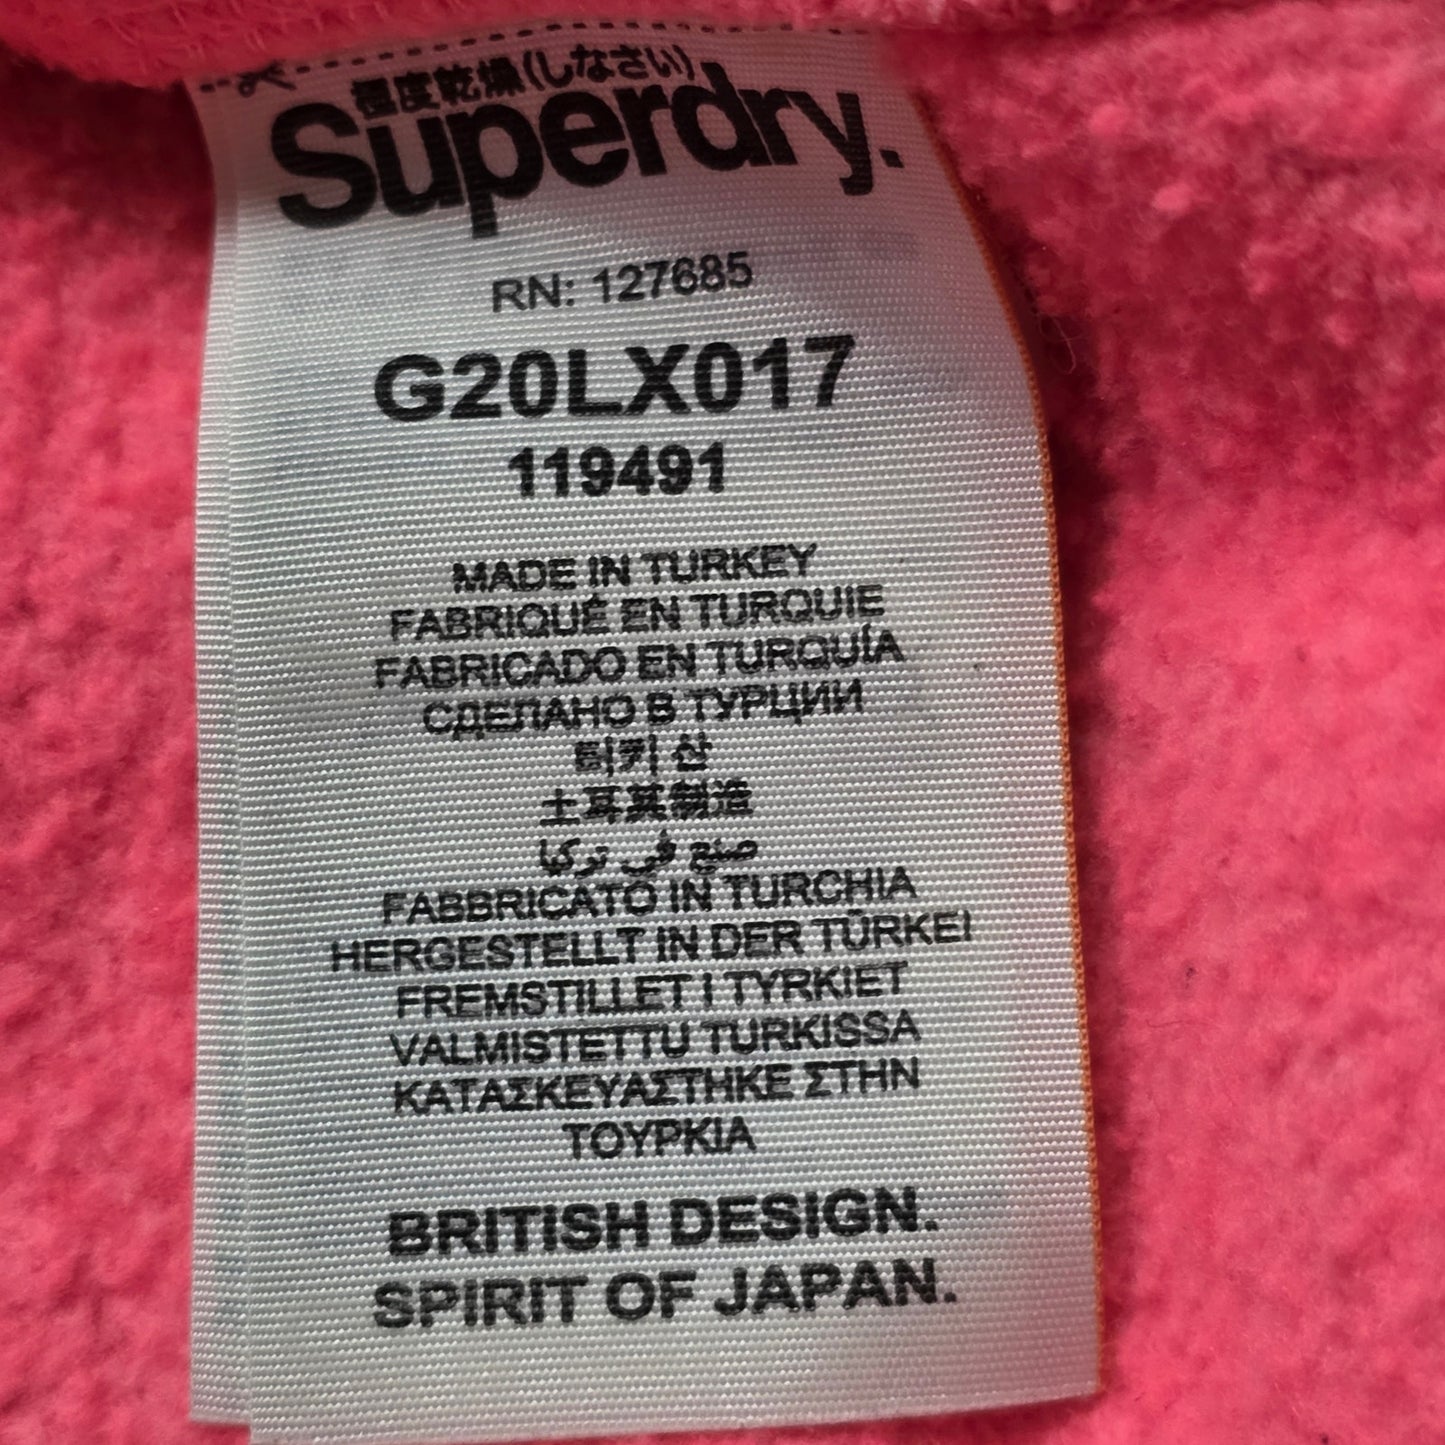 極度乾燥(しなさい)
Superdry.
RN: 127685
G20LX017
119491
MADE IN TURKEY
FABRIQUÉ EN TURQUIE
FABRICADO EN TURQUÍA
СДЕЛАНО В ТУРЦИИ
터키 산
土耳其製造
صنع في تركيا
FABBRICATO IN TURCHIA
HERGESTELLT IN DER TÜRKEI
FREMSTILLET I TYRKIET
VALMISTETTU TURKISSA
ΚΑΤΑΣΚΕΥΑΣΤΗΚΕ ΣΤΗΝ
ΤΟΥΡΚΙΑ
BRITISH DESIGN.
SPIRIT OF JAPAN.